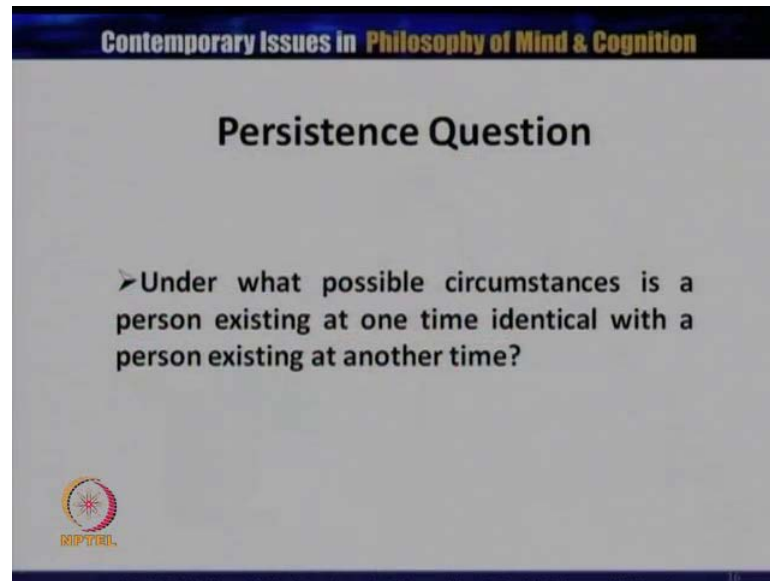 Contemporary Issues in Philosophy of Mind & Cognition
Persistence Question
➢Under what possible circumstances is a
person existing at one time identical with a
person existing at another time?
NPTEL
16